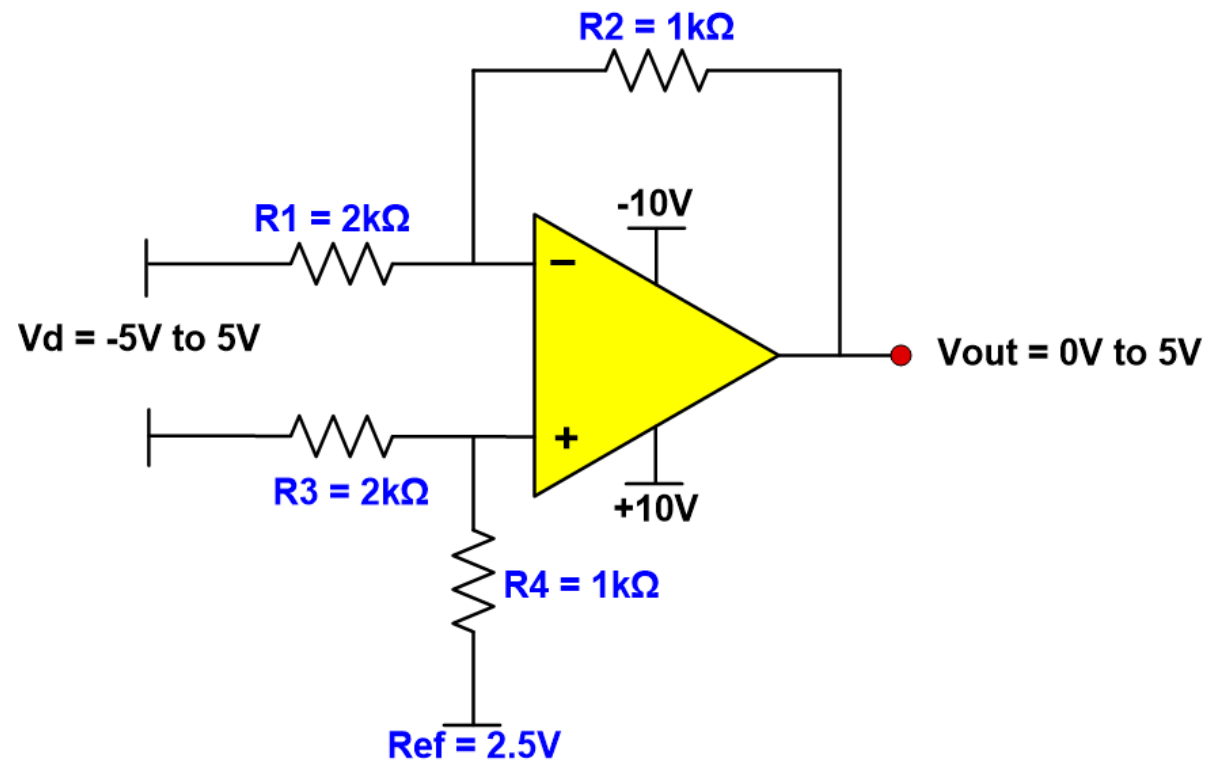 R2 = 1kΩ
-10V
R1 = 2kΩ
−
Vd = -5V to 5V
Vout = 0V to 5V
+
R3 = 2kΩ
+10V
R4 = 1kΩ
Ref = 2.5V